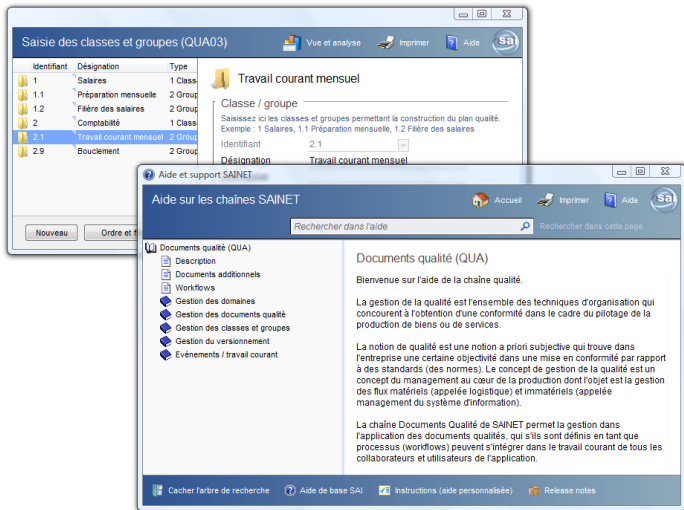 Saisie des classes et groupes (QUA03)
Vue et analyse
Imprimer
Aide
sai
Identifiant Désignation Type
1 Salaires 1 Class
1.1 Préparation mensuelle 2 Group
1.2 Filière des salaires 2 Group
2 Comptabilité 1 Class
2.1 Travail courant mensuel 2 Group
2.9 Bouclement 2 Group
Travail courant mensuel
Classe / groupe
Saisissez ici les classes et groupes permettant la construction du plan qualité.
Exemple : 1 Salaires, 1.1 Préparation mensuelle, 1.2 Filière des salaires
Identifiant 2.1
Désignation Travail courant mensuel
Nouveau
Ordre et fi
Aide et support SAINET
Aide sur les chaînes SAINET
Accueil
Imprimer
Aide
sai
Rechercher dans l'aide
Rechercher dans cette page
Documents qualité (QUA)
Description
Documents additionnels
Workflows
Gestion des domaines
Gestion des documents qualité
Gestion des classes et groupes
Gestion du versionnement
Evénements / travail courant
Documents qualité (QUA)
Bienvenue sur l'aide de la chaîne qualité.
La gestion de la qualité est l'ensemble des techniques d'organisation qui
concourent à l'obtention d'une conformité dans le cadre du pilotage de la
production de biens ou de services.
La notion de qualité est une notion a priori subjective qui trouve dans
l'entreprise une certaine objectivité dans une mise en conformité par rapport
à des standards (des normes). Le concept de gestion de la qualité est un
concept du management au cœur de la production dont l'objet est la gestion
des flux matériels (appelée logistique) et immatériels (appelée
management du système d'information).
La chaîne Documents Qualité de SAINET permet la gestion dans
l'application des documents qualités, qui s'ils sont définis en tant que
processus (workflows) peuvent s'intégrer dans le travail courant de tous les
collaborateurs et utilisateurs de l'application.
Cacher l'arbre de recherche
Aide de base SAI
Instructions (aide personnalisée)
Release notes